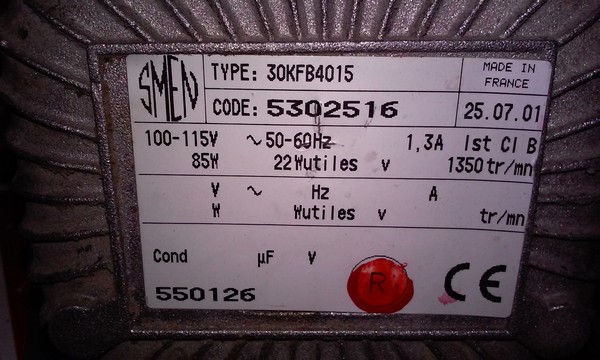 SMEN
TYPE: 30KFB4015
MADE IN FRANCE
CODE: 5302516
25.07.01
100-115V ~ 50-60Hz 1,3A Ist Cl B
85W 22Wutiles v 1350tr/mn
V ~ Hz A
W Wutiles v tr/mn
Cond µF V
550126
R
CE